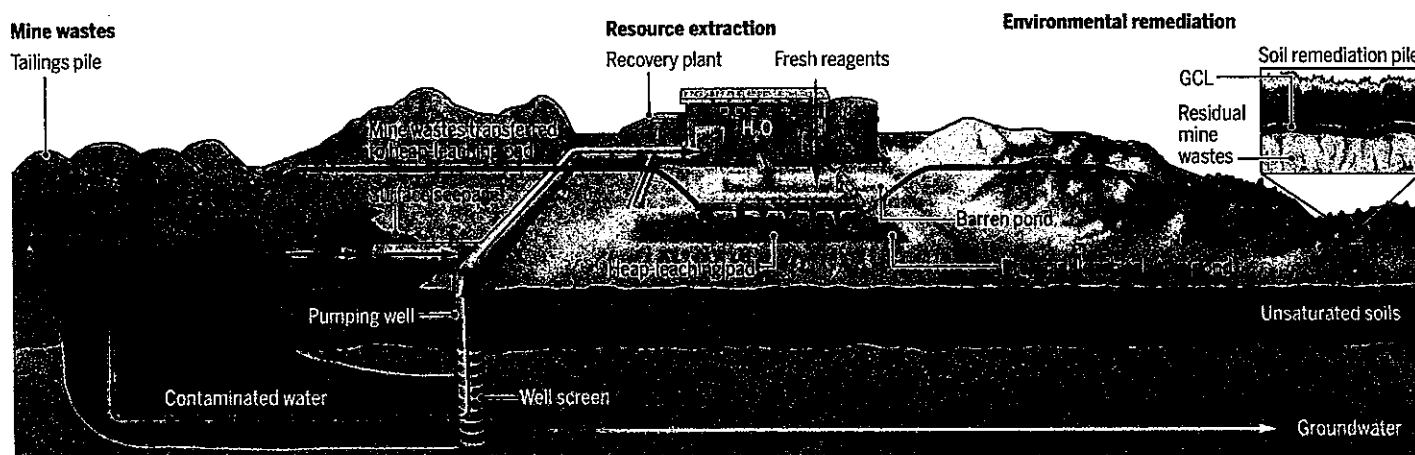 Mine wastes
Tailings pile
Resource extraction
Recovery plant
Fresh reagents
Environmental remediation
Soil remediation pile
GCL
Residual
mine
wastes
H₂O
Mine wastes transferred
to heap-leaching pad
Surface seepage
Barren pond
Heap-leaching pad
Pumping well
Unsaturated soils
Contaminated water
Well screen
Groundwater